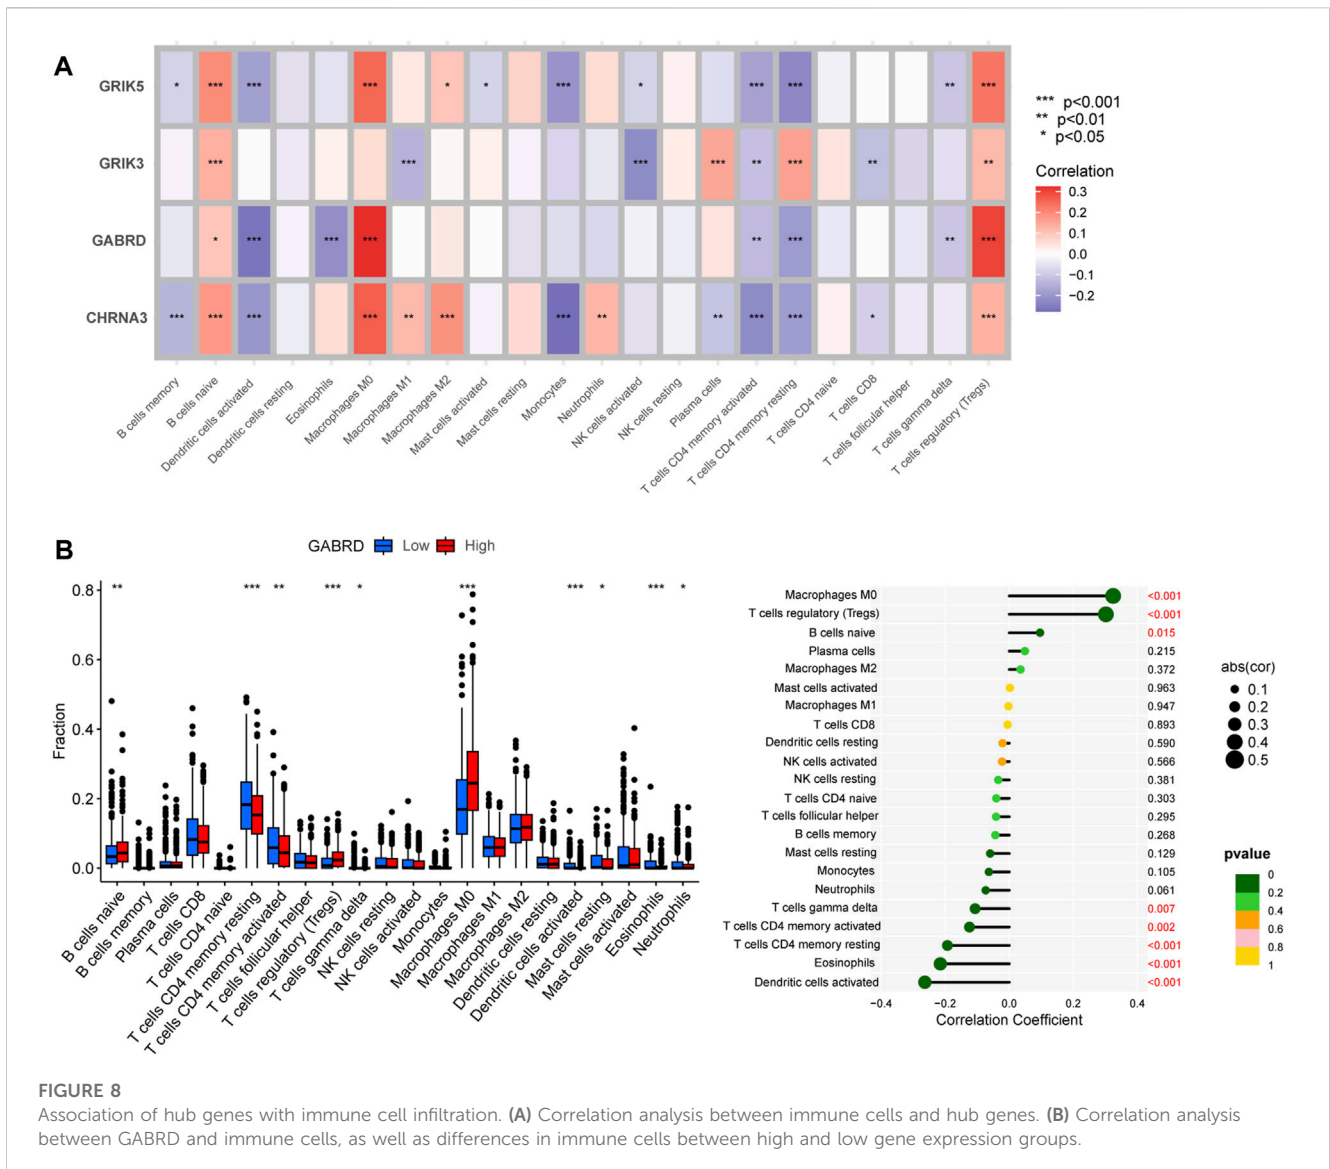 A
GRIK5
* *** *** *** * * *** * *** *** ** ***
GRIK3
*** *** *** *** ** *** ** **
GABRD
* *** *** *** ** *** ** ***
CHRNA3
*** *** *** *** ** *** *** ** ** *** *** * ***
*** p<0.001
** p<0.01
* p<0.05
Correlation
0.3
0.2
0.1
0.0
−0.1
−0.2
B cells memory
B cells naive
Dendritic cells activated
Dendritic cells resting
Eosinophils
Macrophages M0
Macrophages M1
Macrophages M2
Mast cells activated
Mast cells resting
Monocytes
Neutrophils
NK cells activated
NK cells resting
Plasma cells
T cells CD4 memory activated
T cells CD4 memory resting
T cells CD4 naive
T cells CD8
T cells follicular helper
T cells gamma delta
T cells regulatory (Tregs)
B
GABRD Low High
** *** ** *** * *** *** * *** *
Fraction
0.8
0.6
0.4
0.2
0.0
B cells naive
B cells memory
Plasma cells
T cells CD8
T cells CD4 naive
T cells CD4 memory resting
T cells CD4 memory activated
T cells follicular helper
T cells regulatory (Tregs)
T cells gamma delta
NK cells resting
NK cells activated
Monocytes
Macrophages M0
Macrophages M1
Macrophages M2
Dendritic cells resting
Dendritic cells activated
Mast cells resting
Mast cells activated
Eosinophils
Neutrophils
Macrophages M0 <0.001
T cells regulatory (Tregs) <0.001
B cells naive 0.015
Plasma cells 0.215
Macrophages M2 0.372
Mast cells activated 0.963
Macrophages M1 0.947
T cells CD8 0.893
Dendritic cells resting 0.590
NK cells activated 0.566
NK cells resting 0.381
T cells CD4 naive 0.303
T cells follicular helper 0.295
B cells memory 0.268
Mast cells resting 0.129
Monocytes 0.105
Neutrophils 0.061
T cells gamma delta 0.007
T cells CD4 memory activated 0.002
T cells CD4 memory resting <0.001
Eosinophils <0.001
Dendritic cells activated <0.001
−0.4 −0.2 0.0 0.2 0.4
Correlation Coefficient
abs(cor)
0.1
0.2
0.3
0.4
0.5
pvalue
0
0.2
0.4
0.6
0.8
1
FIGURE 8
Association of hub genes with immune cell infiltration. (A) Correlation analysis between immune cells and hub genes. (B) Correlation analysis
between GABRD and immune cells, as well as differences in immune cells between high and low gene expression groups.